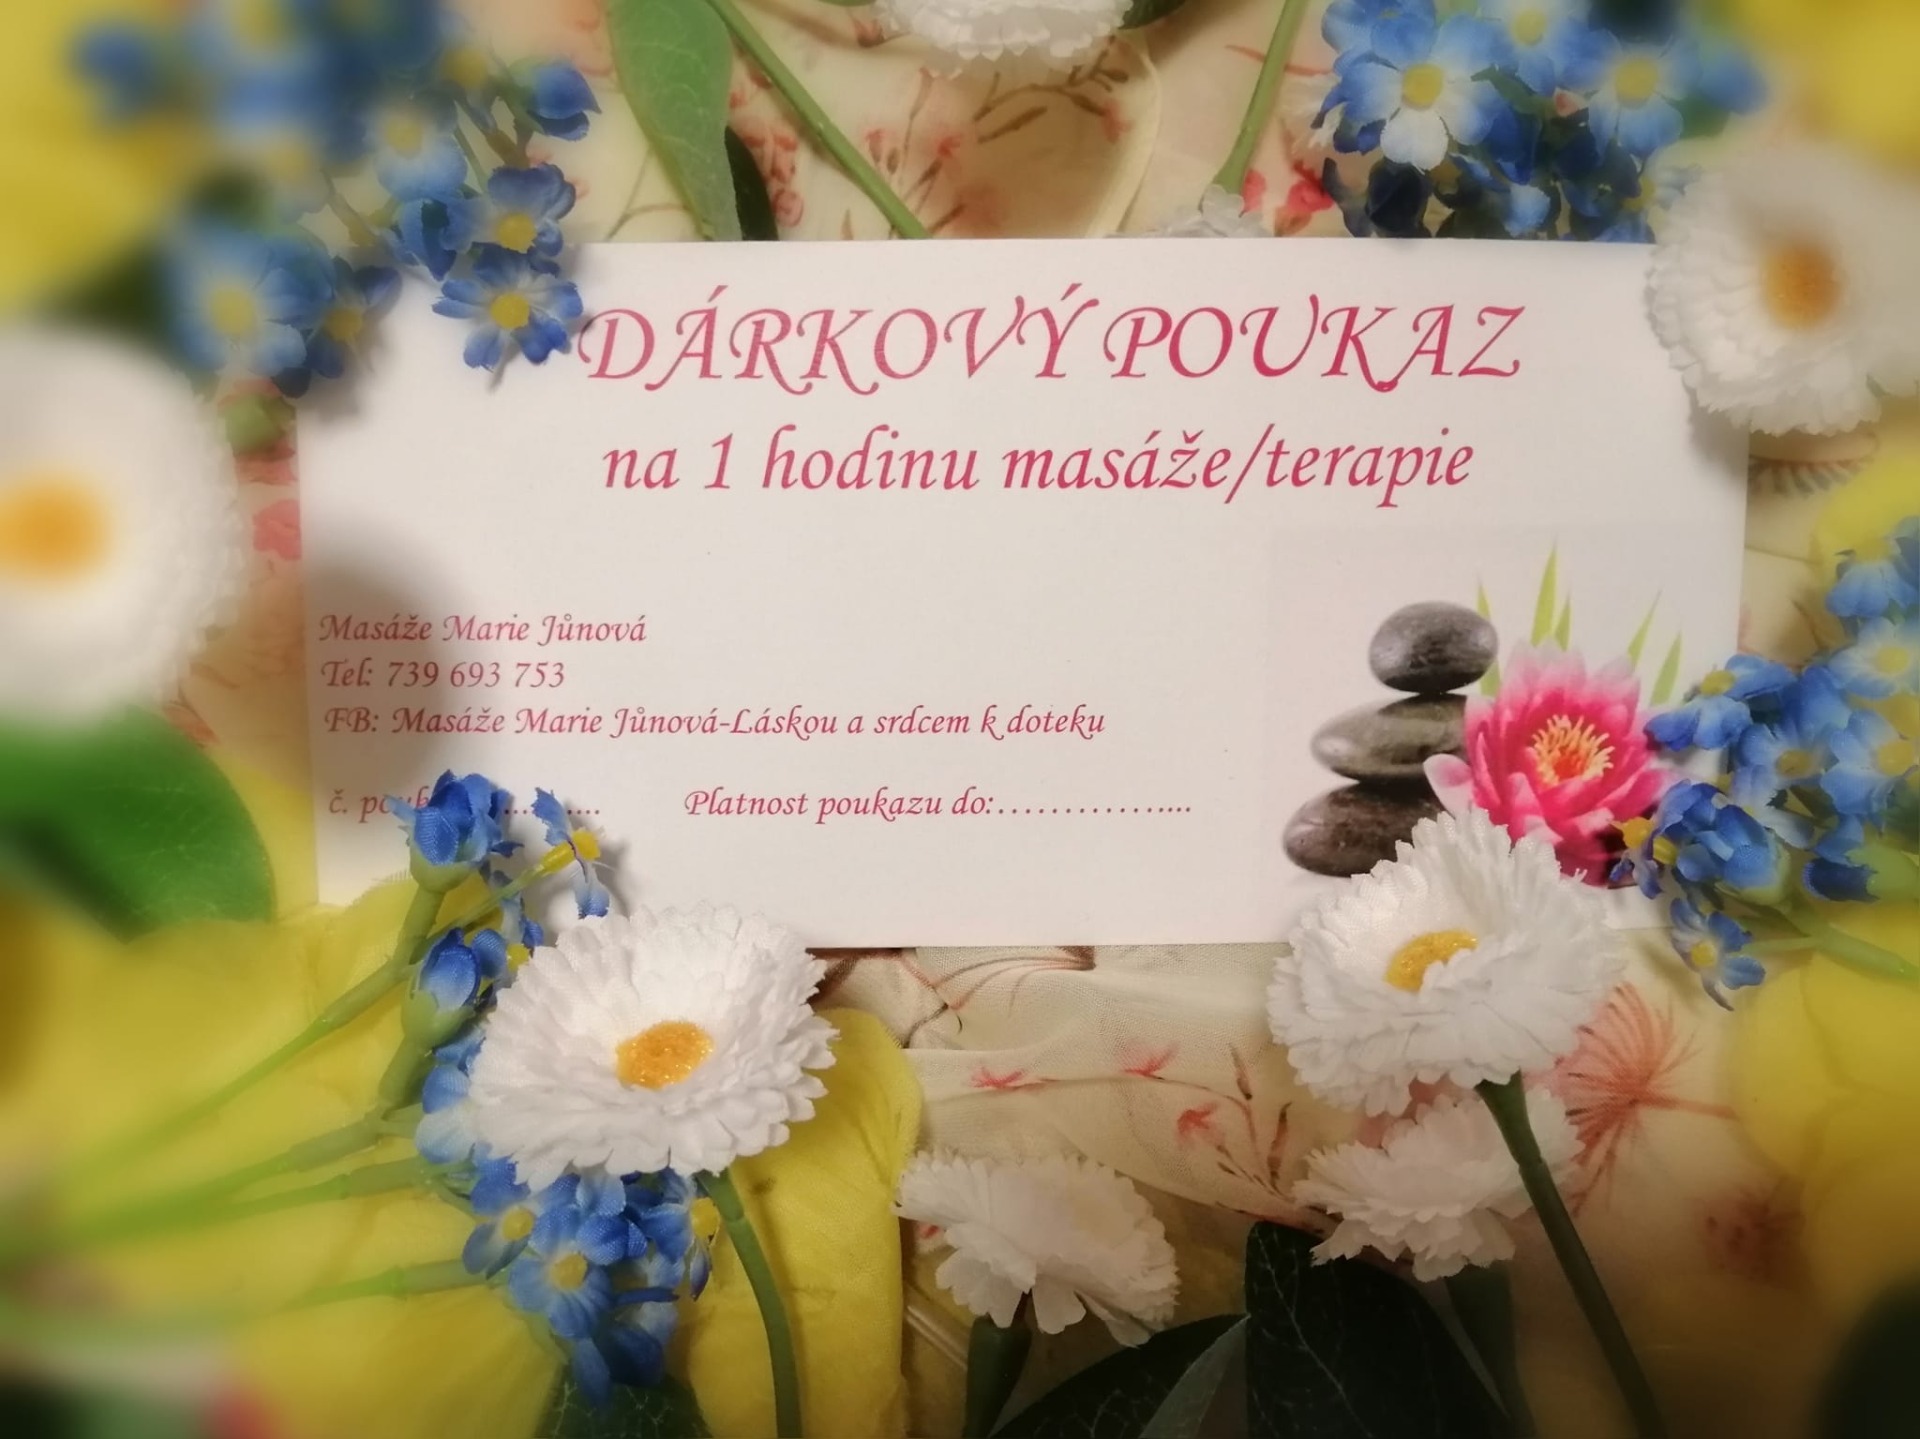 DÁRKOVÝ POUKAZ
na 1 hodinu masáže/terapie
Masáže Marie Jůnová
Tel: 739 693 753
FB: Masáže Marie Jůnová-Láskou a srdcem k doteku
č. Platnost poukazu do:..................